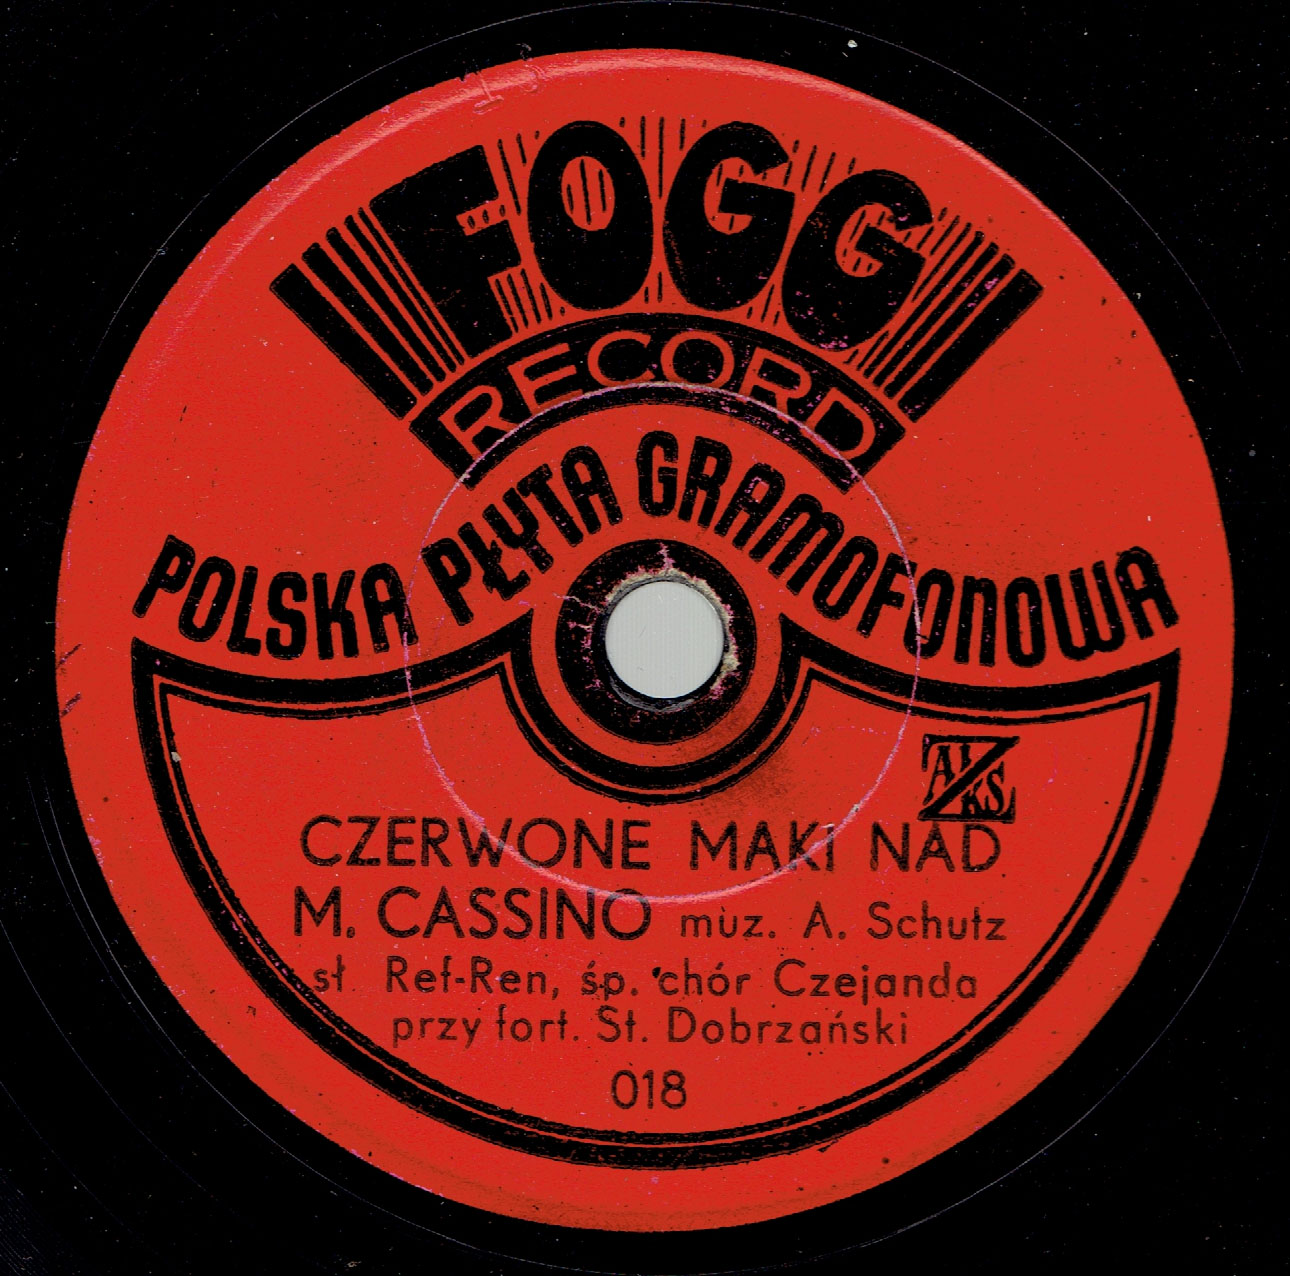 FOGG
RECORD
POLSKA PŁYTA GRAMOFONOWA
ZAIKS
CZERWONE MAKI NAD
M. CASSINO muz. A. Schutz
sł Ref-Ren, śp. chór Czejanda
przy fort. St. Dobrzański
018